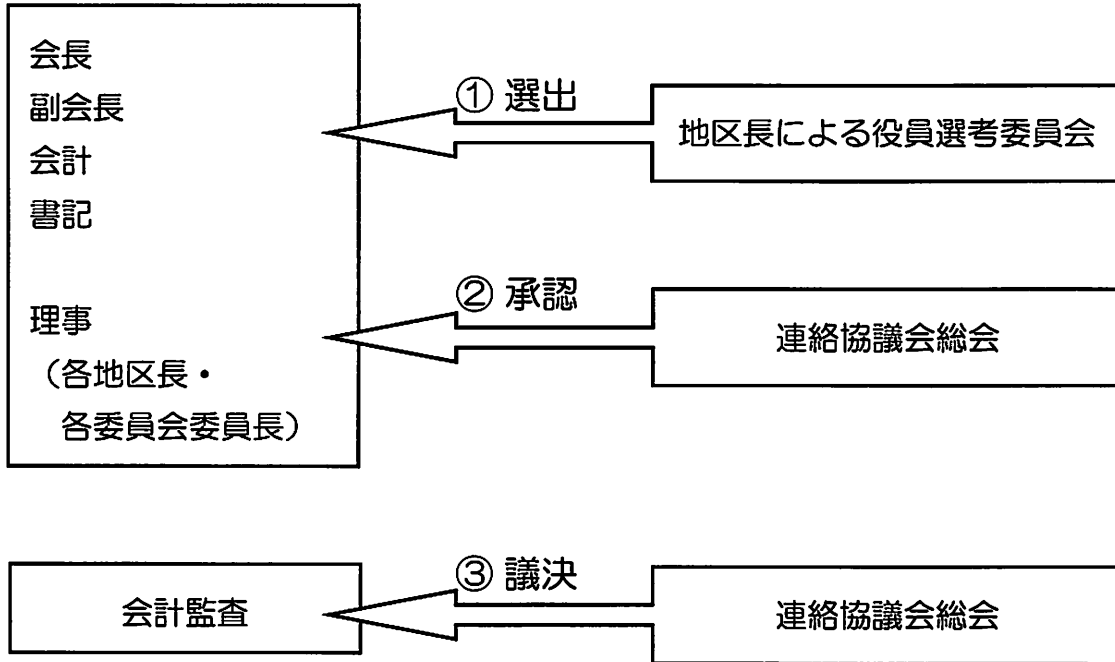 会長
副会長
会計
書記
理事
（各地区長・
各委員会委員長）
① 選出
地区長による役員選考委員会
② 承認
連絡協議会総会
会計監査
③ 議決
連絡協議会総会